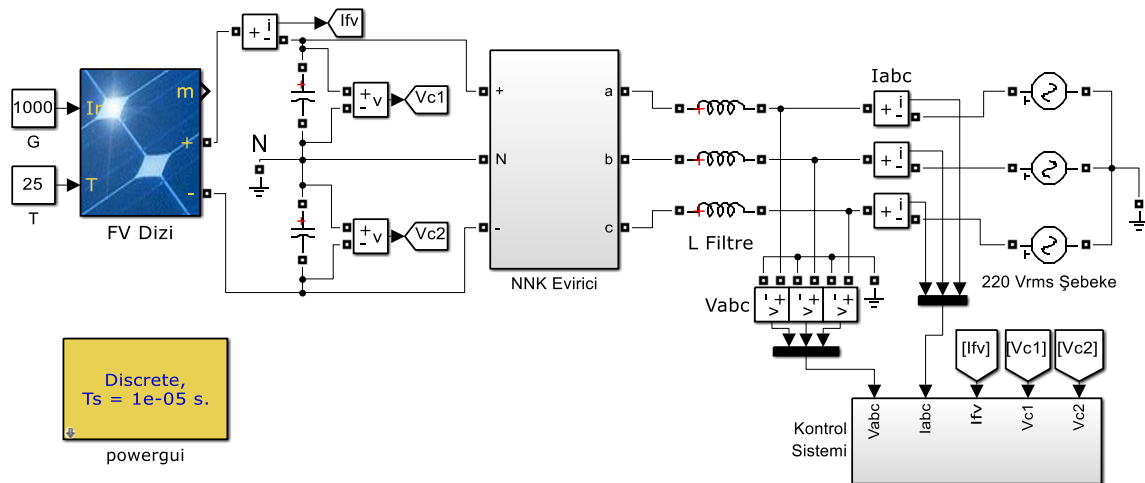 i
+
-
Ifv
1000
G
25
T
Ir
T
m
+
-
FV Dizi
N
+
-
v
Vc1
+
-
v
Vc2
+
N
-
a
b
c
NNK Evirici
L Filtre
Iabc
+
i
-
+
i
-
+
i
-
220 Vrms Şebeke
Vabc
- +
v
- +
v
- +
v
[Ifv]
[Vc1]
[Vc2]
Vabc
Iabc
Ifv
Vc1
Vc2
Kontrol
Sistemi
Discrete,
Ts = 1e-05 s.
powergui